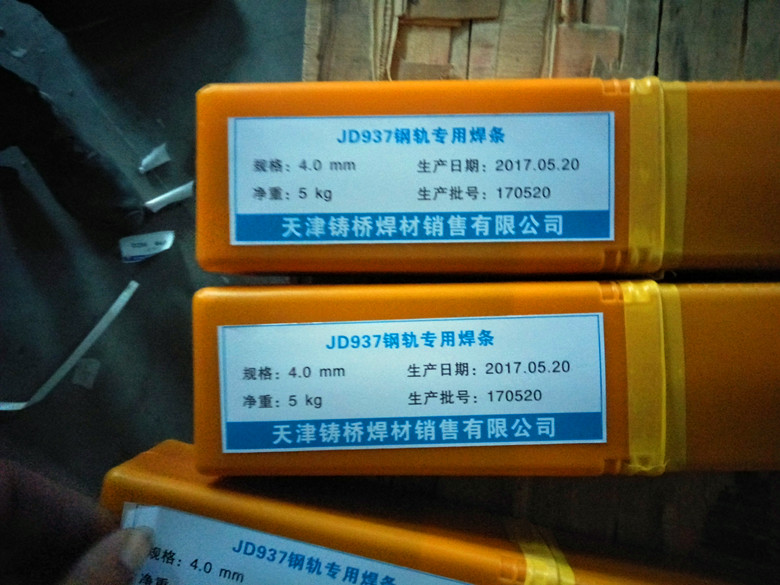 JD937钢轨专用焊条
规格：4.0 mm 生产日期：2017.05.20
净重：5 kg 生产批号：170520
天津铸桥焊材销售有限公司
JD937钢轨专用焊条
规格：4.0 mm 生产日期：2017.05.20
净重：5 kg 生产批号：170520
天津铸桥焊材销售有限公司
JD937钢轨专用焊条
规格：4.0 mm
净重